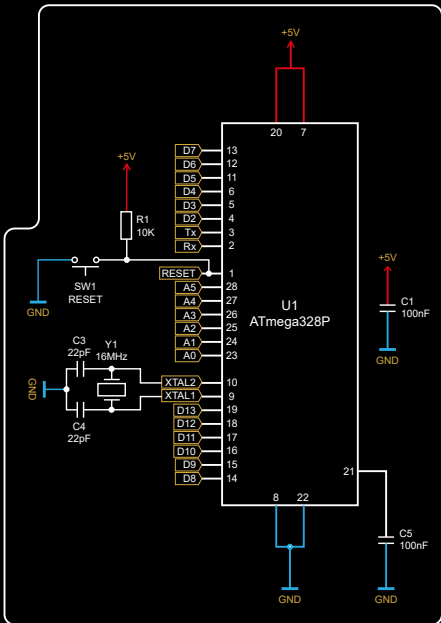 +5V
20 7
D7 13
D6 12
+5V D5 11
D4 6
D3 5
R1 D2 4
10K Tx 3
Rx 2
RESET 1
SW1 A5 28
RESET A4 27
+5V
A3 26
U1 C1
GND A2 25 ATmega328P 100nF
A1 24
C3 Y1 A0 23
22pF 16MHz GND
XTAL2 10
GND XTAL1 9
D13 19
C4 D12 18
22pF D11 17
D10 16
D9 15
D8 14
21
8 22
C5
100nF
GND GND